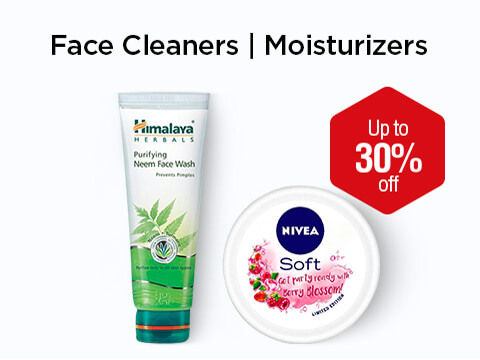 Face Cleaners | Moisturizers
Up to
30%
off
Himalaya
HERBALS
Purifying
Neem Face Wash
Prevents Pimples
NIVEA
Soft
Get party ready with
Berry Blossom!
LIMITED EDITION